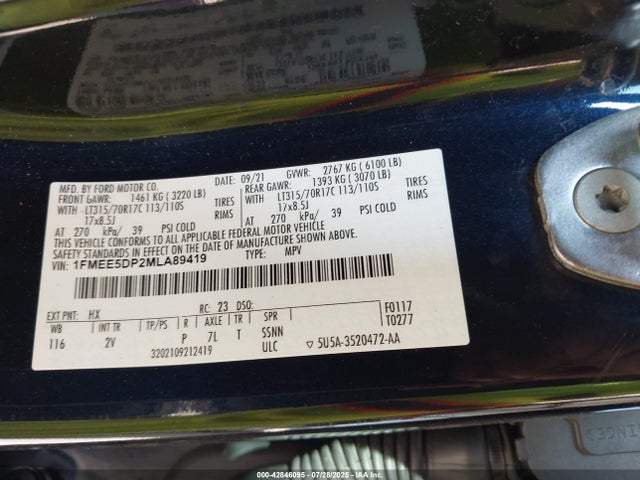 MFD. BY FORD MOTOR CO.
DATE: 09/21 GVWR: 2767 KG ( 6100 LB)
FRONT GAWR: 1461 KG ( 3220 LB) REAR GAWR: 1393 KG ( 3070 LB)
WITH LT315/70R17C 113/110S TIRES WITH LT315/70R17C 113/110S TIRES
17x8.5J RIMS 17x8.5J RIMS
AT 270 kPa/ 39 PSI COLD AT 270 kPa/ 39 PSI COLD
THIS VEHICLE CONFORMS TO ALL APPLICABLE FEDERAL MOTOR VEHICLE
SAFETY STANDARDS IN EFFECT ON THE DATE OF MANUFACTURE SHOWN ABOVE.
VIN: 1FMEE5DP2MLA89419 TYPE: MPV
EXT PNT: HX RC: 23 DSO: F0117
WB INT TR TP/PS R AXLE TR SPR T0277
116 2V P 7L T SSNN
3202109212419 ULC ▽ 5U5A-3520472-AA
©------42846095 ----- 07/28/2025 ----- IAAI------